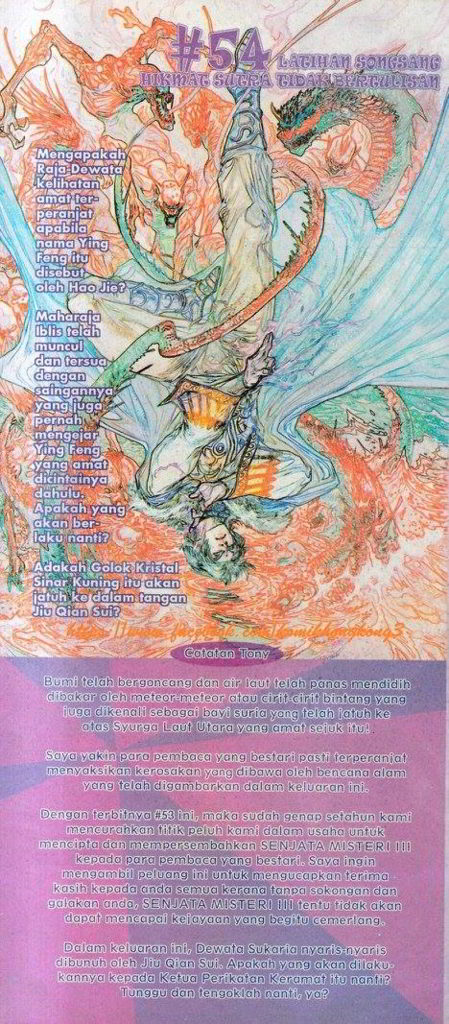 #54 LATIHAN SONGSANG
HIKMAT SUTRA TIDAK BERTULISAN
Mengapakah
Raja Dewata
kelihatan
amat ter-
peranjat
apabila
nama Ying
Feng itu
disebut
oleh Hao Jie?
Maharaja
Iblis telah
muncul
dan tersua
dengan
saingannya
yang juga
pernah
mengejar
Ying Feng
yang amat
dicintainya
dahulu.
Apakah yang
akan ber-
laku nanti?
Adakah Golok Kristal
Sinar Kuning itu akan
jatuh ke dalam tangan
Jiu Qian Sui?
Catatan Tony
Bumi telah bergoncang dan air laut telah panas mendidih
dibakar oleh meteor-meteor atau cirit-cirit bintang yang
juga dikenali sebagai bayi suria yang telah jatuh ke
atas Syurga Laut Utara yang amat sejuk itu!
Saya yakin para pembaca yang bestari pasti terperanjat
menyaksikan kerosakan yang dibawa oleh bencana alam
yang telah digambarkan dalam keluaran ini.
Dengan terbitnya #53 ini, maka sudah genap setahun kami
mencurahkan titik peluh kami dalam usaha untuk
mencipta dan mempersembahkan SENJATA MISTERI III
kepada para pembaca yang bestari. Saya ingin
mengambil peluang ini untuk mengucapkan terima
kasih kepada anda semua kerana tanpa sokongan dan
galakan anda, SENJATA MISTERI III tentu tidak akan
dapat mencapai kejayaan yang begitu cemerlang.
Dalam keluaran ini, Dewata Sukaria nyaris-nyaris
dibunuh oleh Jiu Qian Sui. Apakah yang akan dilaku-
kannya kepada Ketua Perikatan Keramat itu nanti?
Tunggu dan tengoklah nanti, ya?